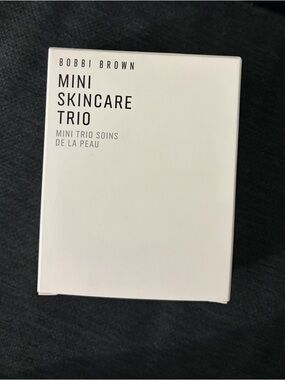 BOBBI BROWN
MINI
SKINCARE
TRIO
MINI TRIO SOINS
DE LA PEAU